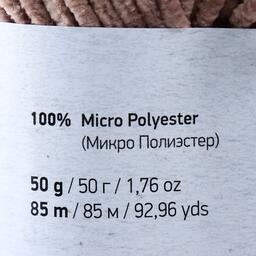 100% Micro Polyester
(Микро Полиэстер)
50 g / 50 г / 1,76 oz
85 m / 85 м / 92,96 yds